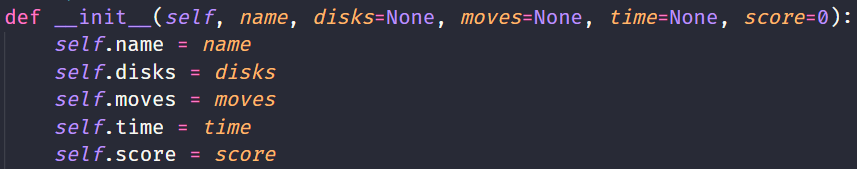 def __init__(self, name, disks=None, moves=None, time=None, score=0):
    self.name = name
    self.disks = disks
    self.moves = moves
    self.time = time
    self.score = score